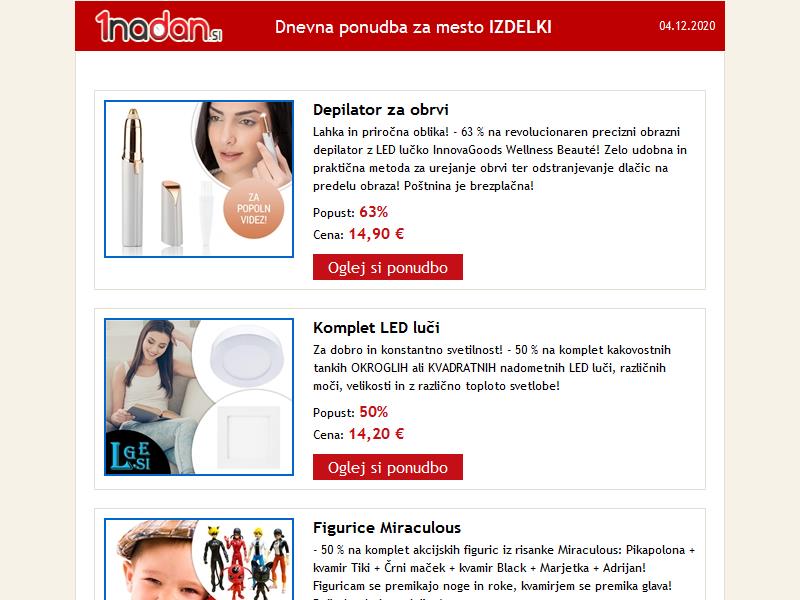 1nadan.si
Dnevna ponudba za mesto IZDELKI
04.12.2020
Depilator za obrvi
Lahka in priročna oblika! - 63 % na revolucionaren precizni obrazni
depilator z LED lučko InnovaGoods Wellness Beauté! Zelo udobna in
praktična metoda za urejanje obrvi ter odstranjevanje dlačic na
predelu obraza! Poštnina je brezplačna!
ZA
POPOLN
VIDEZ!
Popust: 63%
Cena: 14,90 €
Oglej si ponudbo
Komplet LED luči
Za dobro in konstantno svetilnost! - 50 % na komplet kakovostnih
tankih OKROGLIH ali KVADRATNIH nadometnih LED luči, različnih
moči, velikosti in z različno toploto svetlobe!
LGE
.SI
Popust: 50%
Cena: 14,20 €
Oglej si ponudbo
Figurice Miraculous
- 50 % na komplet akcijskih figuric iz risanke Miraculous: Pikapolona +
kvamir Tiki + Črni maček + kvamir Black + Marjetka + Adrijan!
Figuricam se premikajo noge in roke, kvamirjem se premika glava!